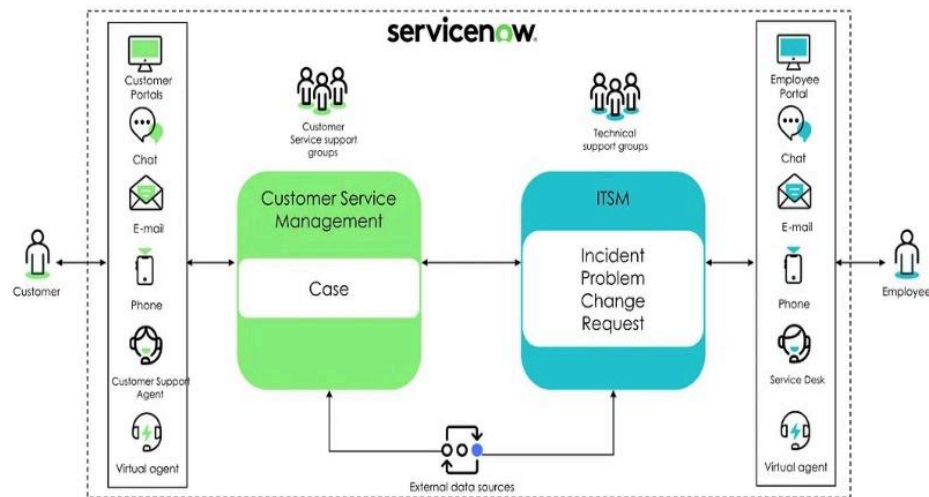 servicenow
Customer
Portals
Chat
E-mail
Phone
Customer Support
Agent
Virtual agent
Customer
Customer
Service support
groups
Customer Service
Management
Case
Technical
support groups
ITSM
Incident
Problem
Change
Request
External data sources
Employee
Portal
Chat
E-mail
Phone
Service Desk
Virtual agent
Employee